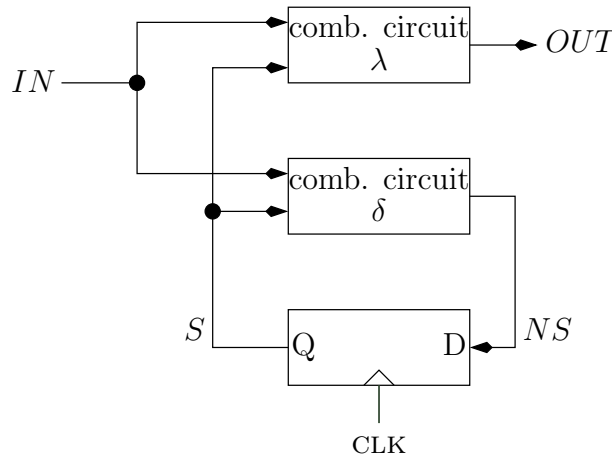 comb. circuit
λ
OUT
IN
comb. circuit
δ
S
Q
D
NS
CLK